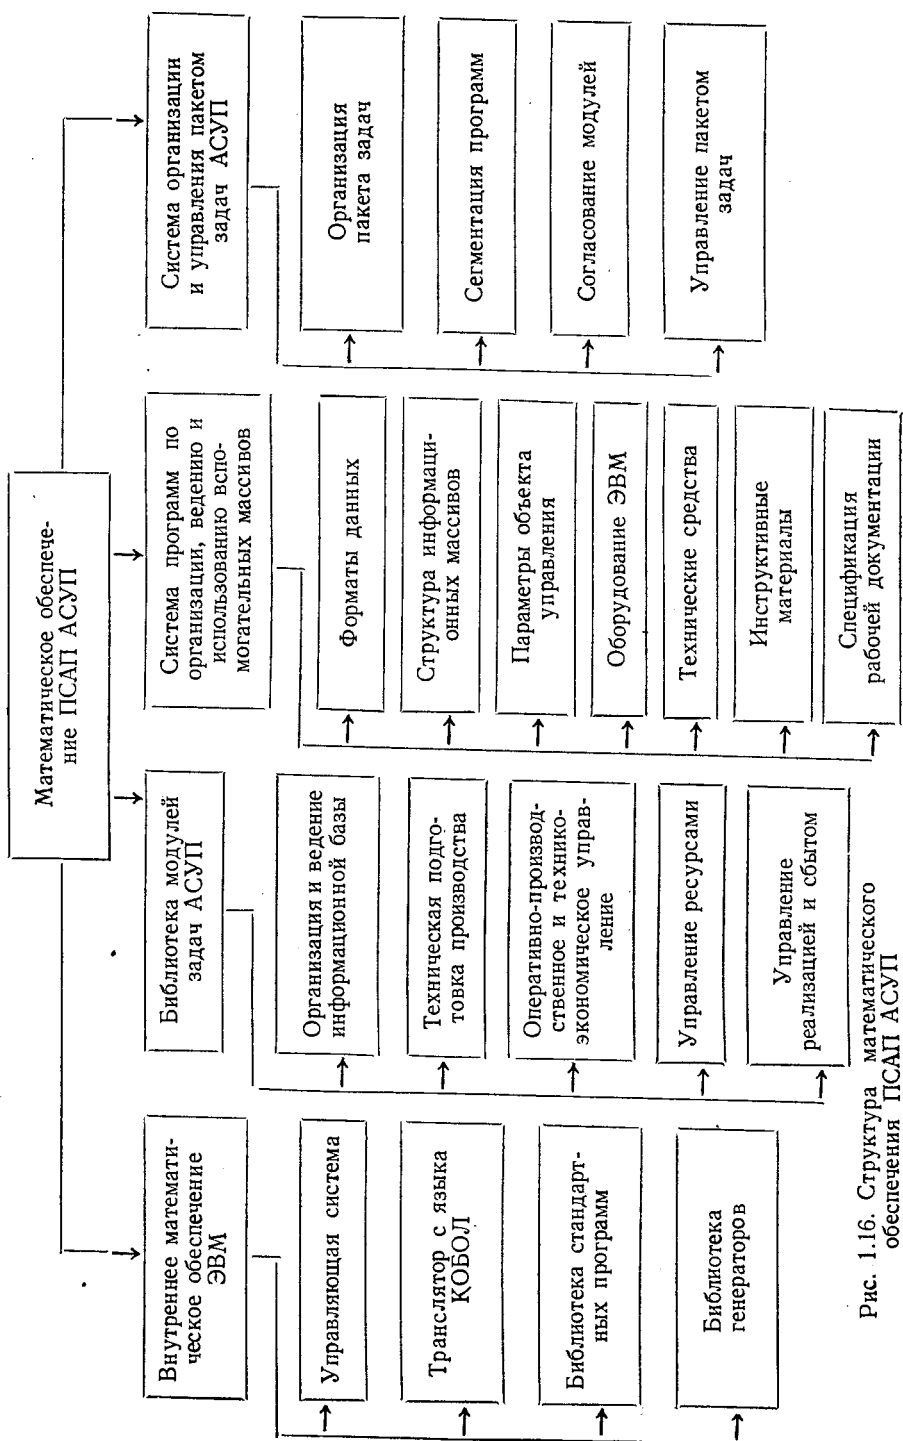 Математическое обеспече-
ние ПСАП АСУП
Внутреннее математи-
ческое обеспечение
ЭВМ
Управляющая система
Транслятор с языка
КОБОЛ
Библиотека стандарт-
ных программ
Библиотека
генераторов
Библиотека модулей
задач АСУП
Организация и ведение
информационной базы
Техническая подго-
товка производства
Оперативно-производ-
ственное и технико-
экономическое управ-
ление
Управление ресурсами
Управление
реализацией и сбытом
Система программ по
организации, ведению и
использованию вспо-
могательных массивов
Форматы данных
Структура информаци-
онных массивов
Параметры объекта
управления
Оборудование ЭВМ
Технические средства
Инструктивные
материалы
Спецификация
рабочей документации
Система организации
и управления пакетом
задач АСУП
Организация
пакета задач
Сегментация программ
Согласование модулей
Управление пакетом
задач
Рис. 1.16. Структура математического
обеспечения ПСАП АСУП